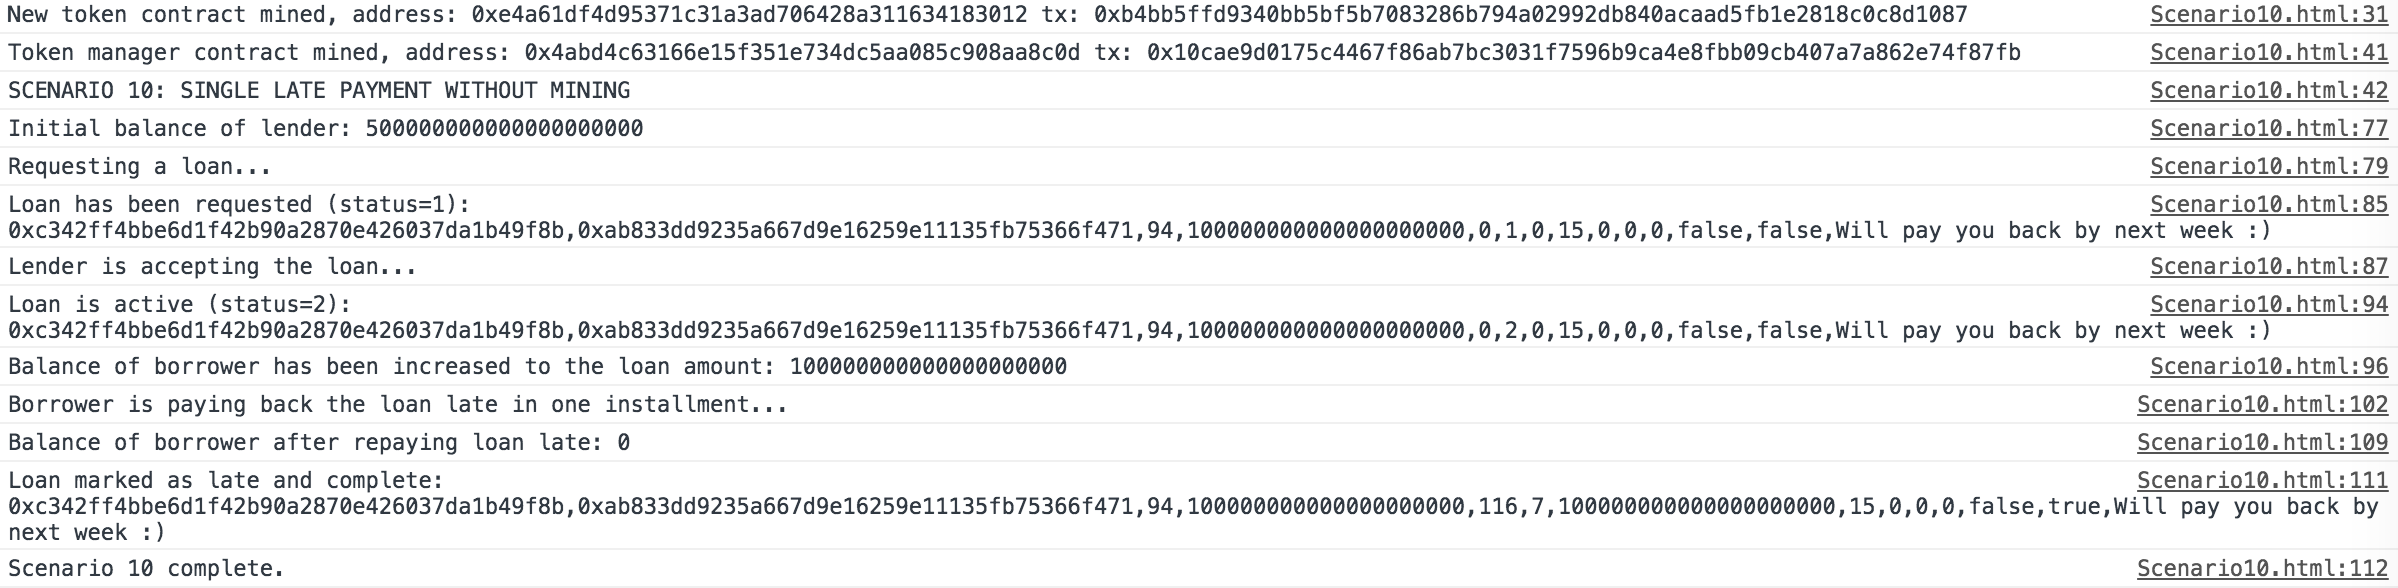 New token contract mined, address: 0xe4a61df4d95371c31a3ad706428a311634183012 tx: 0xb4bb5ffd9340bb5bf5b7083286b794a02992db840acaad5fb1e2818c0c8d1087 Scenario10.html:31
Token manager contract mined, address: 0x4abd4c63166e15f351e734dc5aa085c908aa8c0d tx: 0x10cae9d0175c4467f86ab7bc3031f7596b9ca4e8fbb09cb407a7a862e74f87fb Scenario10.html:41
SCENARIO 10: SINGLE LATE PAYMENT WITHOUT MINING Scenario10.html:42
Initial balance of lender: 500000000000000000000 Scenario10.html:77
Requesting a loan... Scenario10.html:79
Loan has been requested (status=1): Scenario10.html:85
0xc342ff4bbe6d1f42b90a2870e426037da1b49f8b,0xab833dd9235a667d9e16259e11135fb75366f471,94,100000000000000000000,0,1,0,15,0,0,0,false,false,Will pay you back by next week :)
Lender is accepting the loan... Scenario10.html:87
Loan is active (status=2): Scenario10.html:94
0xc342ff4bbe6d1f42b90a2870e426037da1b49f8b,0xab833dd9235a667d9e16259e11135fb75366f471,94,100000000000000000000,0,2,0,15,0,0,0,false,false,Will pay you back by next week :)
Balance of borrower has been increased to the loan amount: 100000000000000000000 Scenario10.html:96
Borrower is paying back the loan late in one installment... Scenario10.html:102
Balance of borrower after repaying loan late: 0 Scenario10.html:109
Loan marked as late and complete: Scenario10.html:111
0xc342ff4bbe6d1f42b90a2870e426037da1b49f8b,0xab833dd9235a667d9e16259e11135fb75366f471,94,100000000000000000000,116,7,100000000000000000000,15,0,0,0,false,true,Will pay you back by
next week :)
Scenario 10 complete. Scenario10.html:112